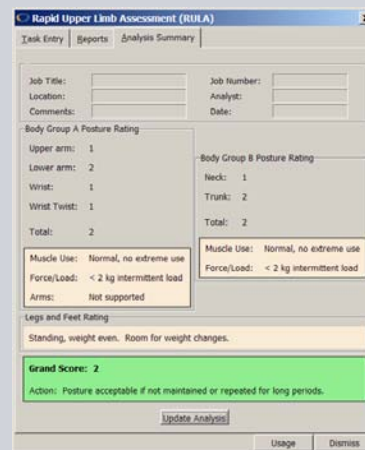 Rapid Upper Limb Assessment (RULA)
Task Entry Reports Analysis Summary
Job Title: Job Number:
Location: Analyst:
Comments: Date:
Body Group A Posture Rating
Upper arm: 1
Lower arm: 2
Wrist: 1
Wrist Twist: 1
Total: 2
Muscle Use: Normal, no extreme use
Force/Load: < 2 kg intermittent load
Arms: Not supported
Body Group B Posture Rating
Neck: 1
Trunk: 2
Total: 2
Muscle Use: Normal, no extreme use
Force/Load: < 2 kg intermittent load
Legs and Feet Rating
Standing, weight even. Room for weight changes.
Grand Score: 2
Action: Posture acceptable if not maintained or repeated for long periods.
Update Analysis
Usage Dismiss